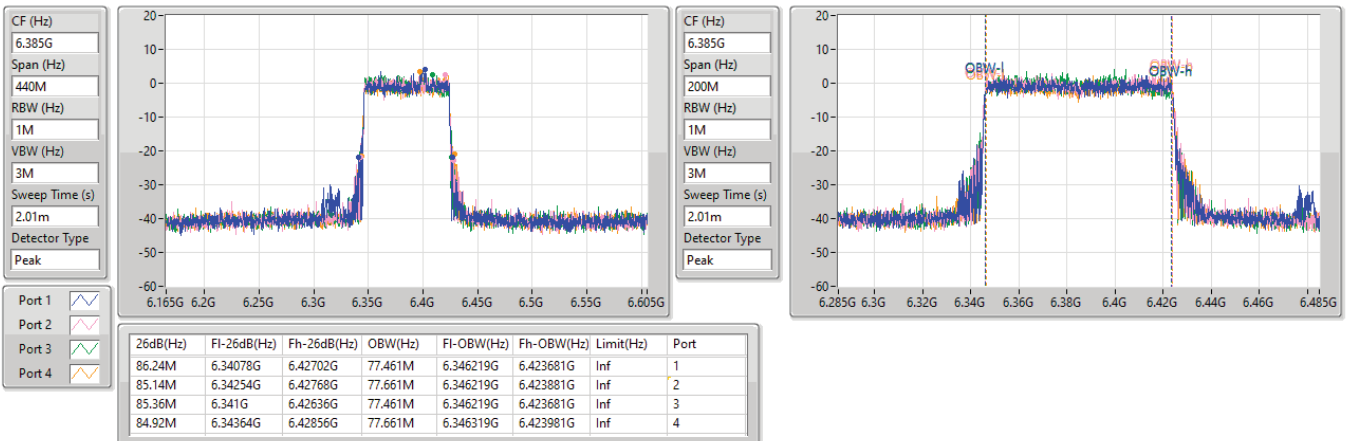 CF (Hz)
6.385G
Span (Hz)
440M
RBW (Hz)
1M
VBW (Hz)
3M
Sweep Time (s)
2.01m
Detector Type
Peak
20
10
0
-10
-20
-30
-40
-50
-60
6.165G 6.2G 6.25G 6.3G 6.35G 6.4G 6.45G 6.5G 6.55G 6.605G
CF (Hz)
6.385G
Span (Hz)
200M
RBW (Hz)
1M
VBW (Hz)
3M
Sweep Time (s)
2.01m
Detector Type
Peak
20
10
0
-10
-20
-30
-40
-50
-60
OBW-l OBW-h
6.285G 6.3G 6.32G 6.34G 6.36G 6.38G 6.4G 6.42G 6.44G 6.46G 6.485G
Port 1
Port 2
Port 3
Port 4
26dB(Hz) Fl-26dB(Hz) Fh-26dB(Hz) OBW(Hz) Fl-OBW(Hz) Fh-OBW(Hz) Limit(Hz) Port
86.24M 6.34078G 6.42702G 77.461M 6.346219G 6.423681G Inf 1
85.14M 6.34254G 6.42768G 77.661M 6.346219G 6.423881G Inf 2
85.36M 6.341G 6.42636G 77.461M 6.346219G 6.423681G Inf 3
84.92M 6.34364G 6.42856G 77.661M 6.346319G 6.423981G Inf 4